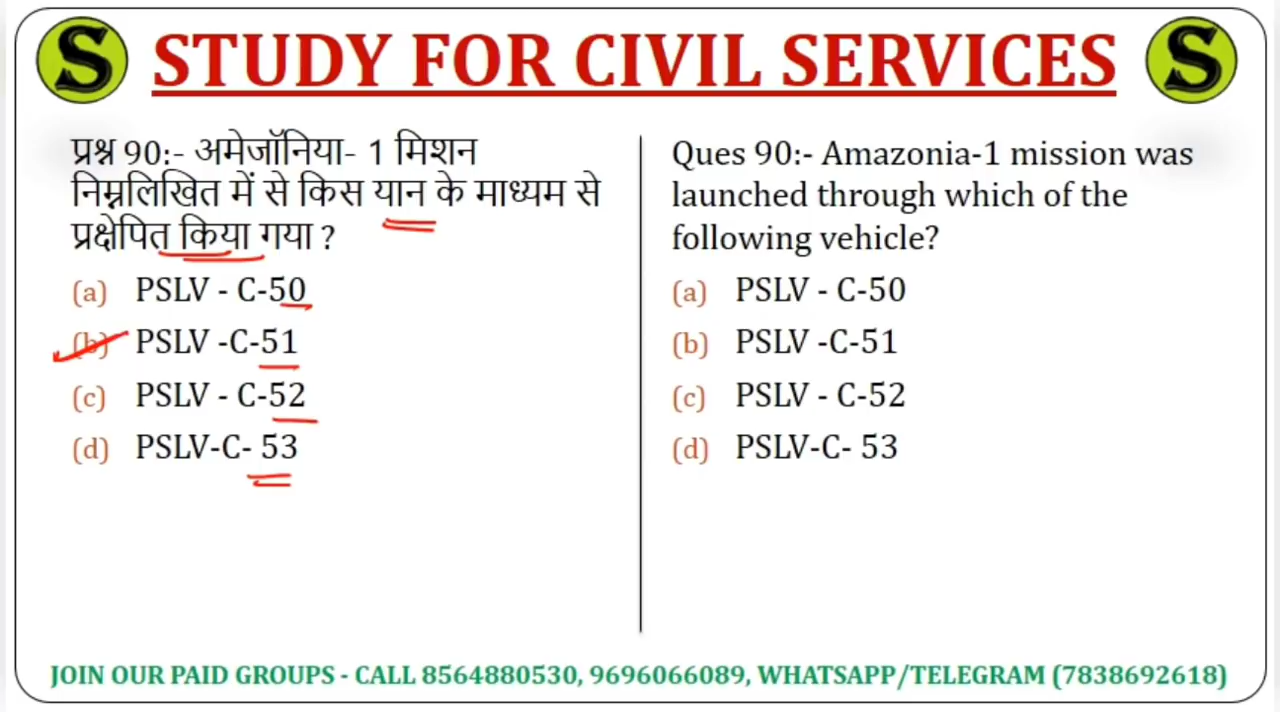 S STUDY FOR CIVIL SERVICES S
प्रश्न 90:- अमेजॉनिया- 1 मिशन
निम्नलिखित में से किस यान के माध्यम से
प्रक्षेपित किया गया ?
(a) PSLV - C-50
(b) PSLV -C-51
(c) PSLV - C-52
(d) PSLV-C- 53
Ques 90:- Amazonia-1 mission was
launched through which of the
following vehicle?
(a) PSLV - C-50
(b) PSLV -C-51
(c) PSLV - C-52
(d) PSLV-C- 53
JOIN OUR PAID GROUPS - CALL 8564880530, 9696066089, WHATSAPP/TELEGRAM (7838692618)